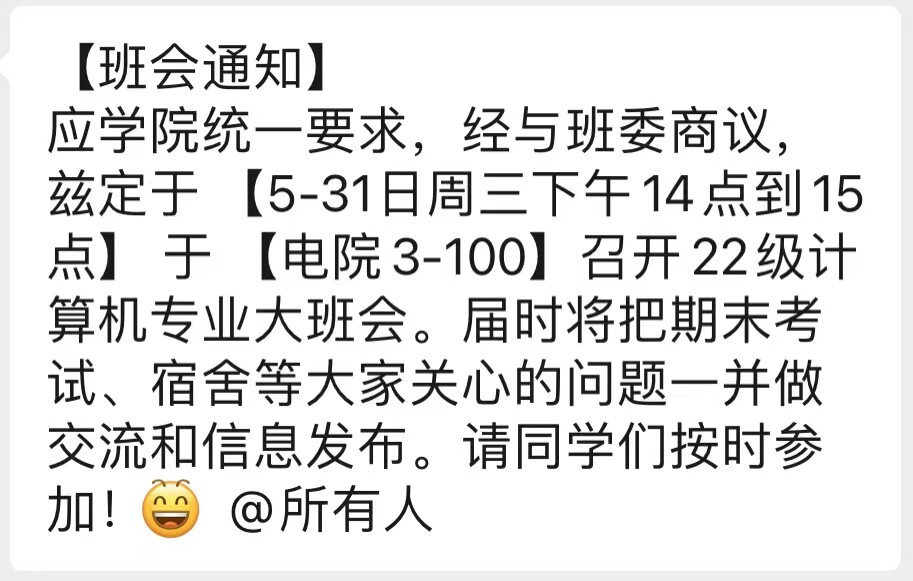 【班会通知】
应学院统一要求，经与班委商议，
兹定于 【5-31日周三下午14点到15
点】 于 【电院3-100】召开22级计
算机专业大班会。届时将把期末考
试、宿舍等大家关心的问题一并做
交流和信息发布。请同学们按时参
加！😄 @所有人